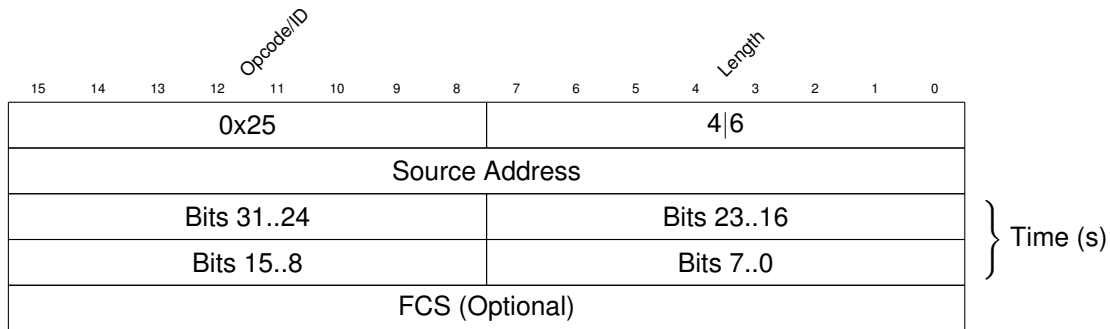 Opcode/ID Length
15 14 13 12 11 10 9 8 7 6 5 4 3 2 1 0
0x25 4|6
Source Address
Bits 31..24 Bits 23..16
Time (s)
Bits 15..8 Bits 7..0
FCS (Optional)